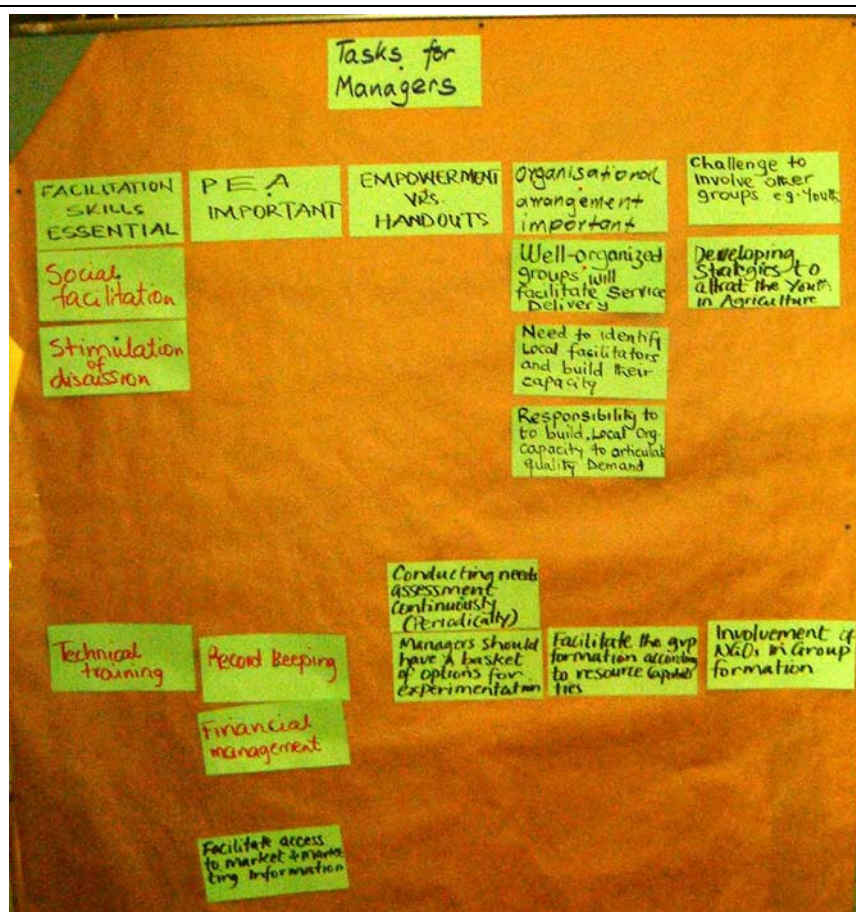 Tasks for
Managers
FACILITATION
SKILLS
ESSENTIAL
Social
facilitation
Stimulation
of
discussion
P E A
IMPORTANT
EMPOWERMENT
VRS.
HANDOUTS
Organisational
arrangement
important
Well-organized
groups will
facilitate Service
Delivery
Need to identify
Local facilitators
and build their
capacity
Responsibility to
to build Local Org.
capacity to articulate
quality Demand
Challenge to
involve other
groups e.g. Youth
Developing
Strategies to
attrat the Youth
in Agriculture
Technical
training
Record keeping
Financial
management
Facilitate access
to market & marke
ting information
Conducting needs
assessment
continuously
(Periodically)
Managers should
have a basket
of options for
experimentation
Facilitate the grp
formation according
to resource capabili
ties
Involvement of
NGOs in Group
formation